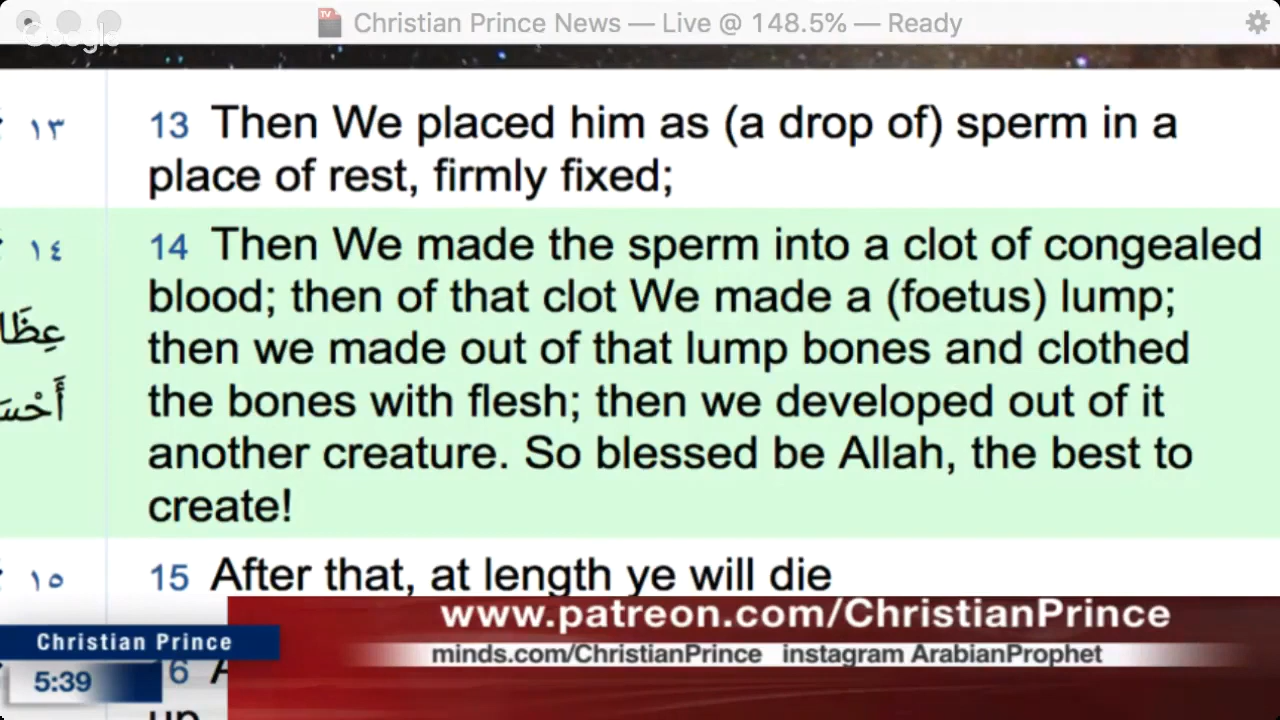 Google
Christian Prince News — Live @ 148.5% — Ready
١٣ 13 Then We placed him as (a drop of) sperm in a
place of rest, firmly fixed;
١٤ 14 Then We made the sperm into a clot of congealed
blood; then of that clot We made a (foetus) lump;
then we made out of that lump bones and clothed
the bones with flesh; then we developed out of it
another creature. So blessed be Allah, the best to
create!
١٥ 15 After that, at length ye will die
www.patreon.com/ChristianPrince
Christian Prince
minds.com/ChristianPrince instagram ArabianProphet
5:39